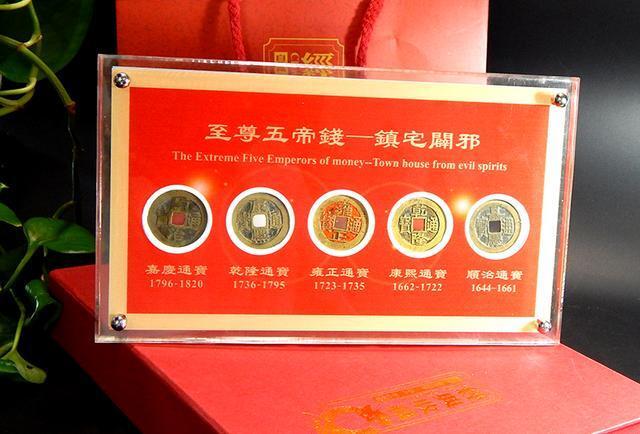 經
至尊五帝錢—鎮宅闢邪
The Extreme Five Emperors of money--Town house from evil spirits
嘉慶通寶 乾隆通寶 雍正通寶 康熙通寶 順治通寶
1796-1820 1736-1795 1723-1735 1662-1722 1644-1661